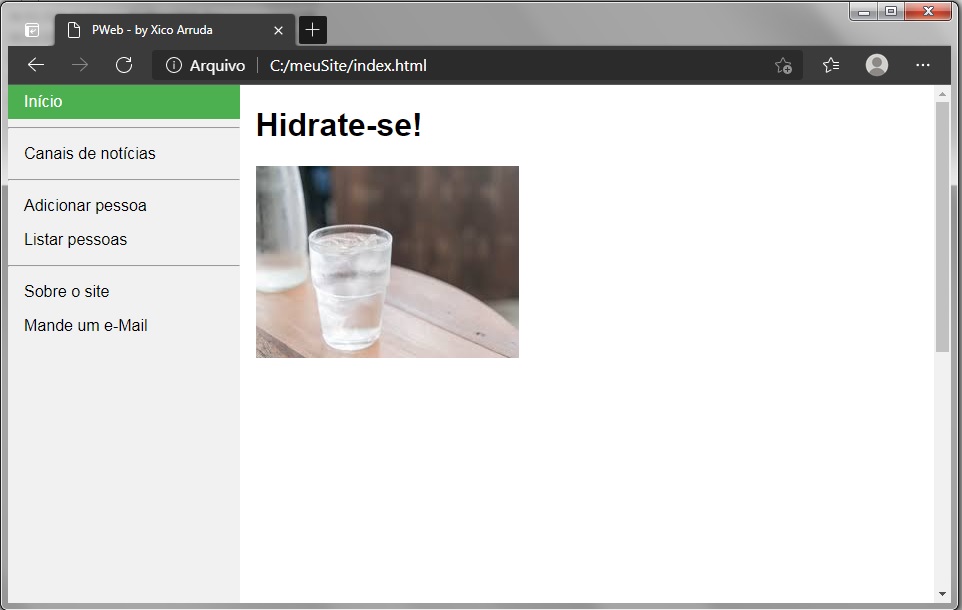 PWeb - by Xico Arruda
Arquivo C:/meuSite/index.html
Início
Canais de notícias
Adicionar pessoa
Listar pessoas
Sobre o site
Mande um e-Mail
Hidrate-se!